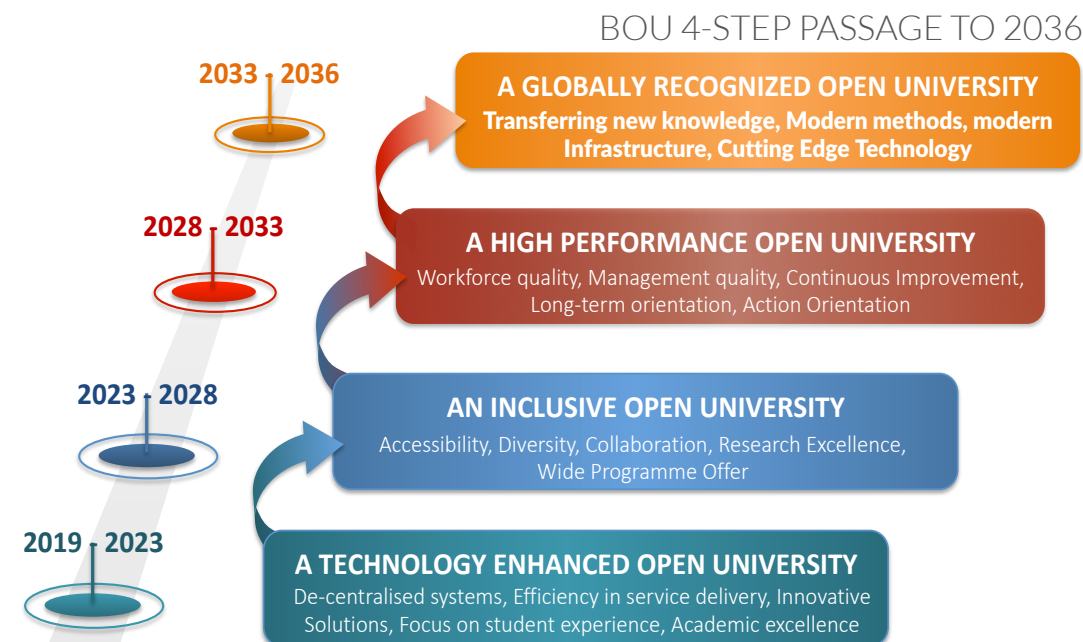 BOU 4-STEP PASSAGE TO 2036
2033 - 2036
A GLOBALLY RECOGNIZED OPEN UNIVERSITY
Transferring new knowledge, Modern methods, modern
Infrastructure, Cutting Edge Technology
2028 - 2033
A HIGH PERFORMANCE OPEN UNIVERSITY
Workforce quality, Management quality, Continuous Improvement,
Long-term orientation, Action Orientation
2023 - 2028
AN INCLUSIVE OPEN UNIVERSITY
Accessibility, Diversity, Collaboration, Research Excellence,
Wide Programme Offer
2019 - 2023
A TECHNOLOGY ENHANCED OPEN UNIVERSITY
De-centralised systems, Efficiency in service delivery, Innovative
Solutions, Focus on student experience, Academic excellence